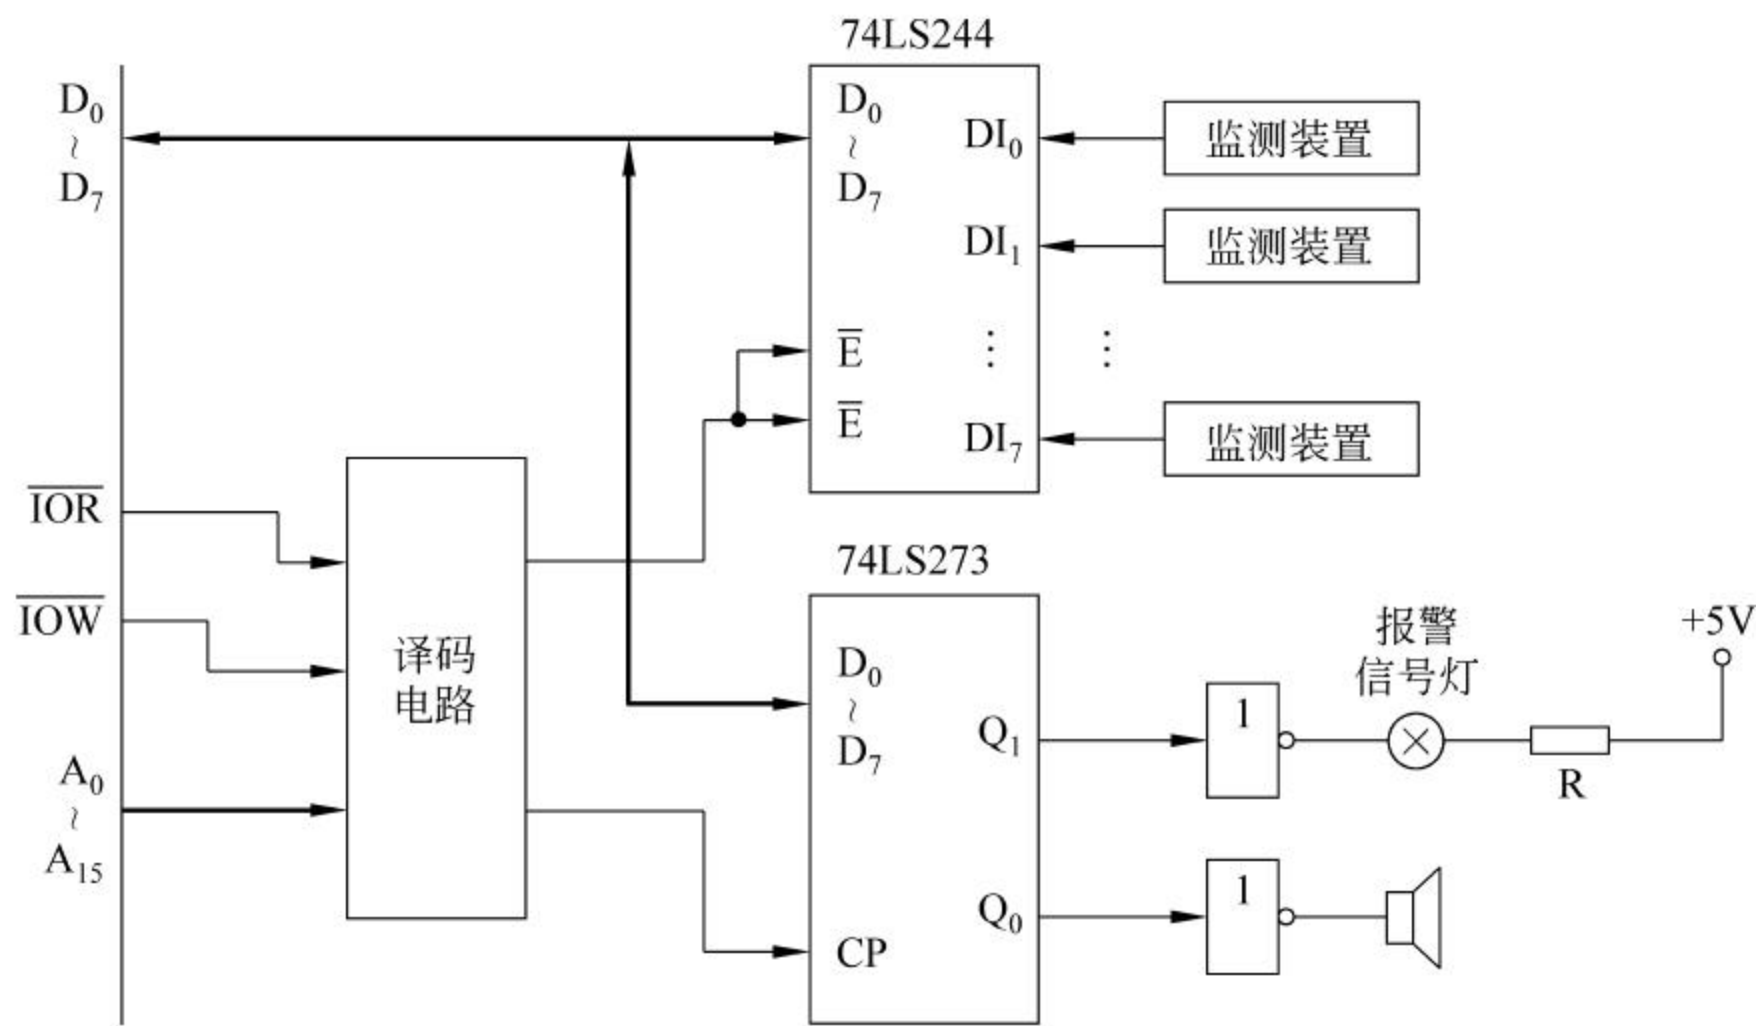 74LS244
D₀
~
D₇
D₀
~
D₇
DI₀
监测装置
DI₁
监测装置
E̅
⋮
⋮
E̅
DI₇
监测装置
I̅O̅R̅
I̅O̅W̅
译码
电路
A₀
~
A₁₅
74LS273
D₀
~
D₇
Q₁
1
报警
信号灯
R
+5V
Q₀
1
CP